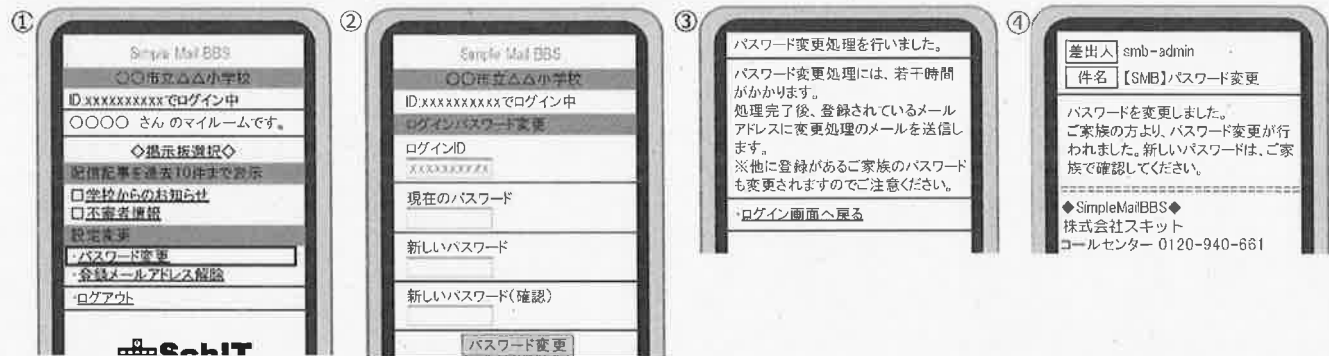 ①
Simple Mail BBS
〇〇市立△△小学校
ID:xxxxxxxxxxでログイン中
〇〇〇〇 さん のマイルームです。
◇掲示板選択◇
配信記事を過去10件まで表示
□学校からのお知らせ
□不審者情報
設定変更
・パスワード変更
・登録メールアドレス解除
・ログアウト
SchIT
②
Simple Mail BBS
〇〇市立△△小学校
ID:xxxxxxxxxxでログイン中
ログインパスワード変更
ログインID
xxxxxxxxxx
現在のパスワード
新しいパスワード
新しいパスワード(確認)
パスワード変更
③
パスワード変更処理を行いました。
パスワード変更処理には、若干時間
がかかります。
処理完了後、登録されているメール
アドレスに変更処理のメールを送信し
ます。
※他に登録があるご家族のパスワード
も変更されますのでご注意ください。
・ログイン画面へ戻る
④
差出人 smb-admin
件名 【SMB】パスワード変更
パスワードを変更しました。
ご家族の方より、パスワード変更が行
われました。新しいパスワードは、ご家
族で確認してください。
==============================
◆SimpleMailBBS◆
株式会社スキット
コールセンター 0120-940-661